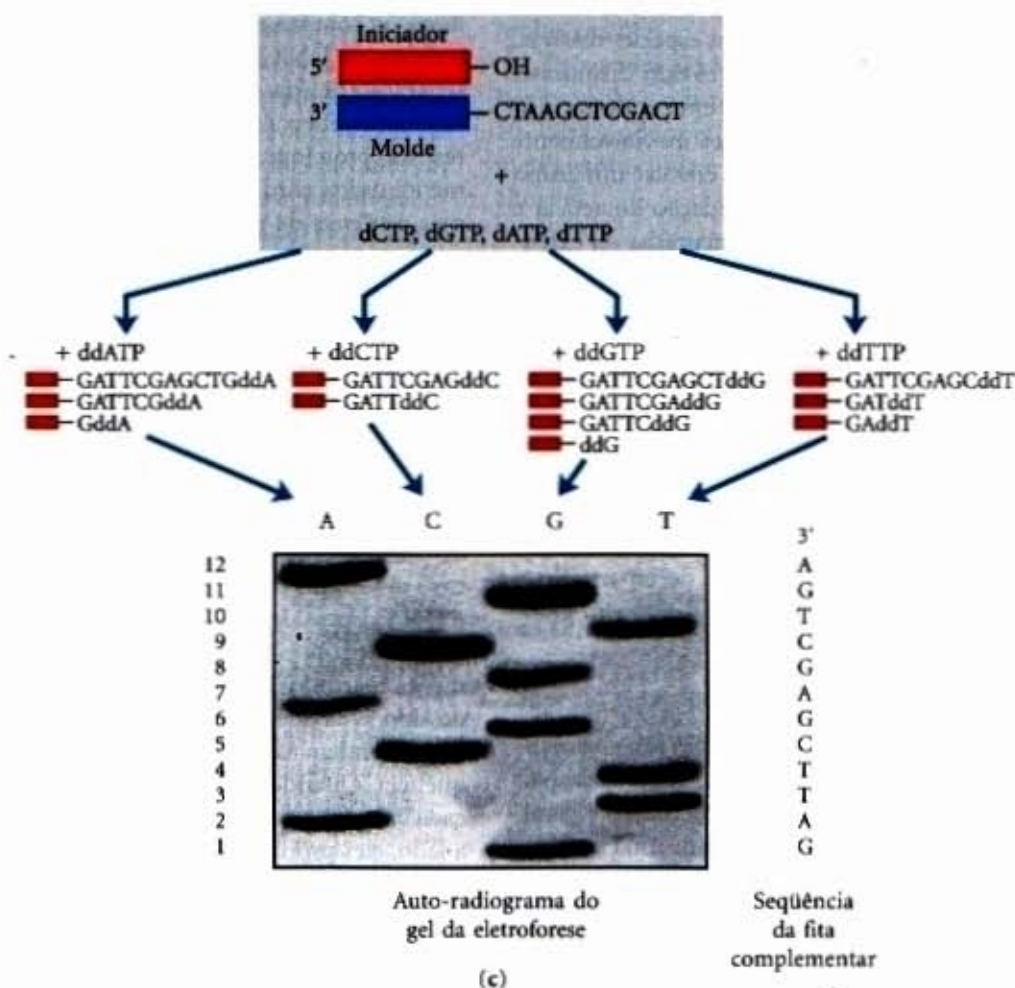 Iniciador
5' OH
3' CTAAGCTCGACT
Molde
+
dCTP, dGTP, dATP, dTTP
+ ddATP
GATTCGAGCTGddA
GATTCGddA
GddA
+ ddCTP
GATTCGAGddC
GATTddC
+ ddGTP
GATTCGAGCTddG
GATTCGAddG
GATTCddG
ddG
+ ddTTP
GATTCGAGCddT
GATddT
GAddT
A C G T
3'
12 A
11 G
10 T
9 C
8 G
7 A
6 G
5 C
4 T
3 T
2 A
1 G
Auto-radiograma do
gel da eletroforese
Seqüência
da fita
complementar
(c)